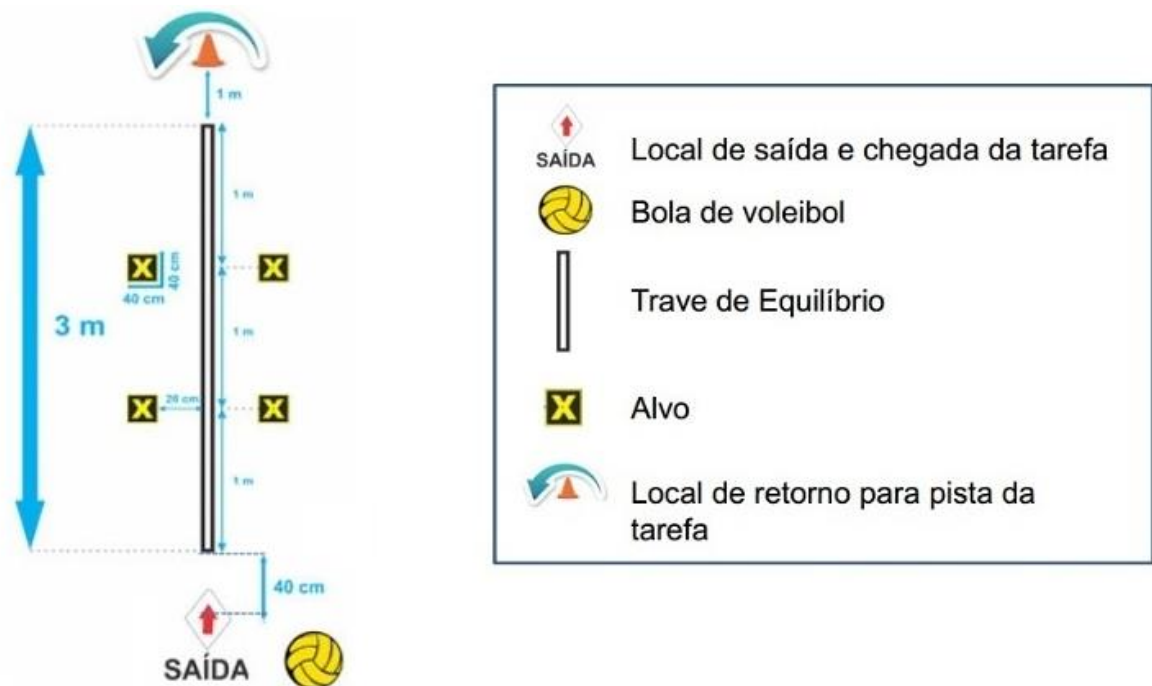 1 m
1 m
X
X
40 cm
40 cm
3 m
1 m
X
26 cm
X
1 m
40 cm
SAÍDA
SAÍDA
Local de saída e chegada da tarefa
Bola de voleibol
Trave de Equilíbrio
X
Alvo
Local de retorno para pista da
tarefa